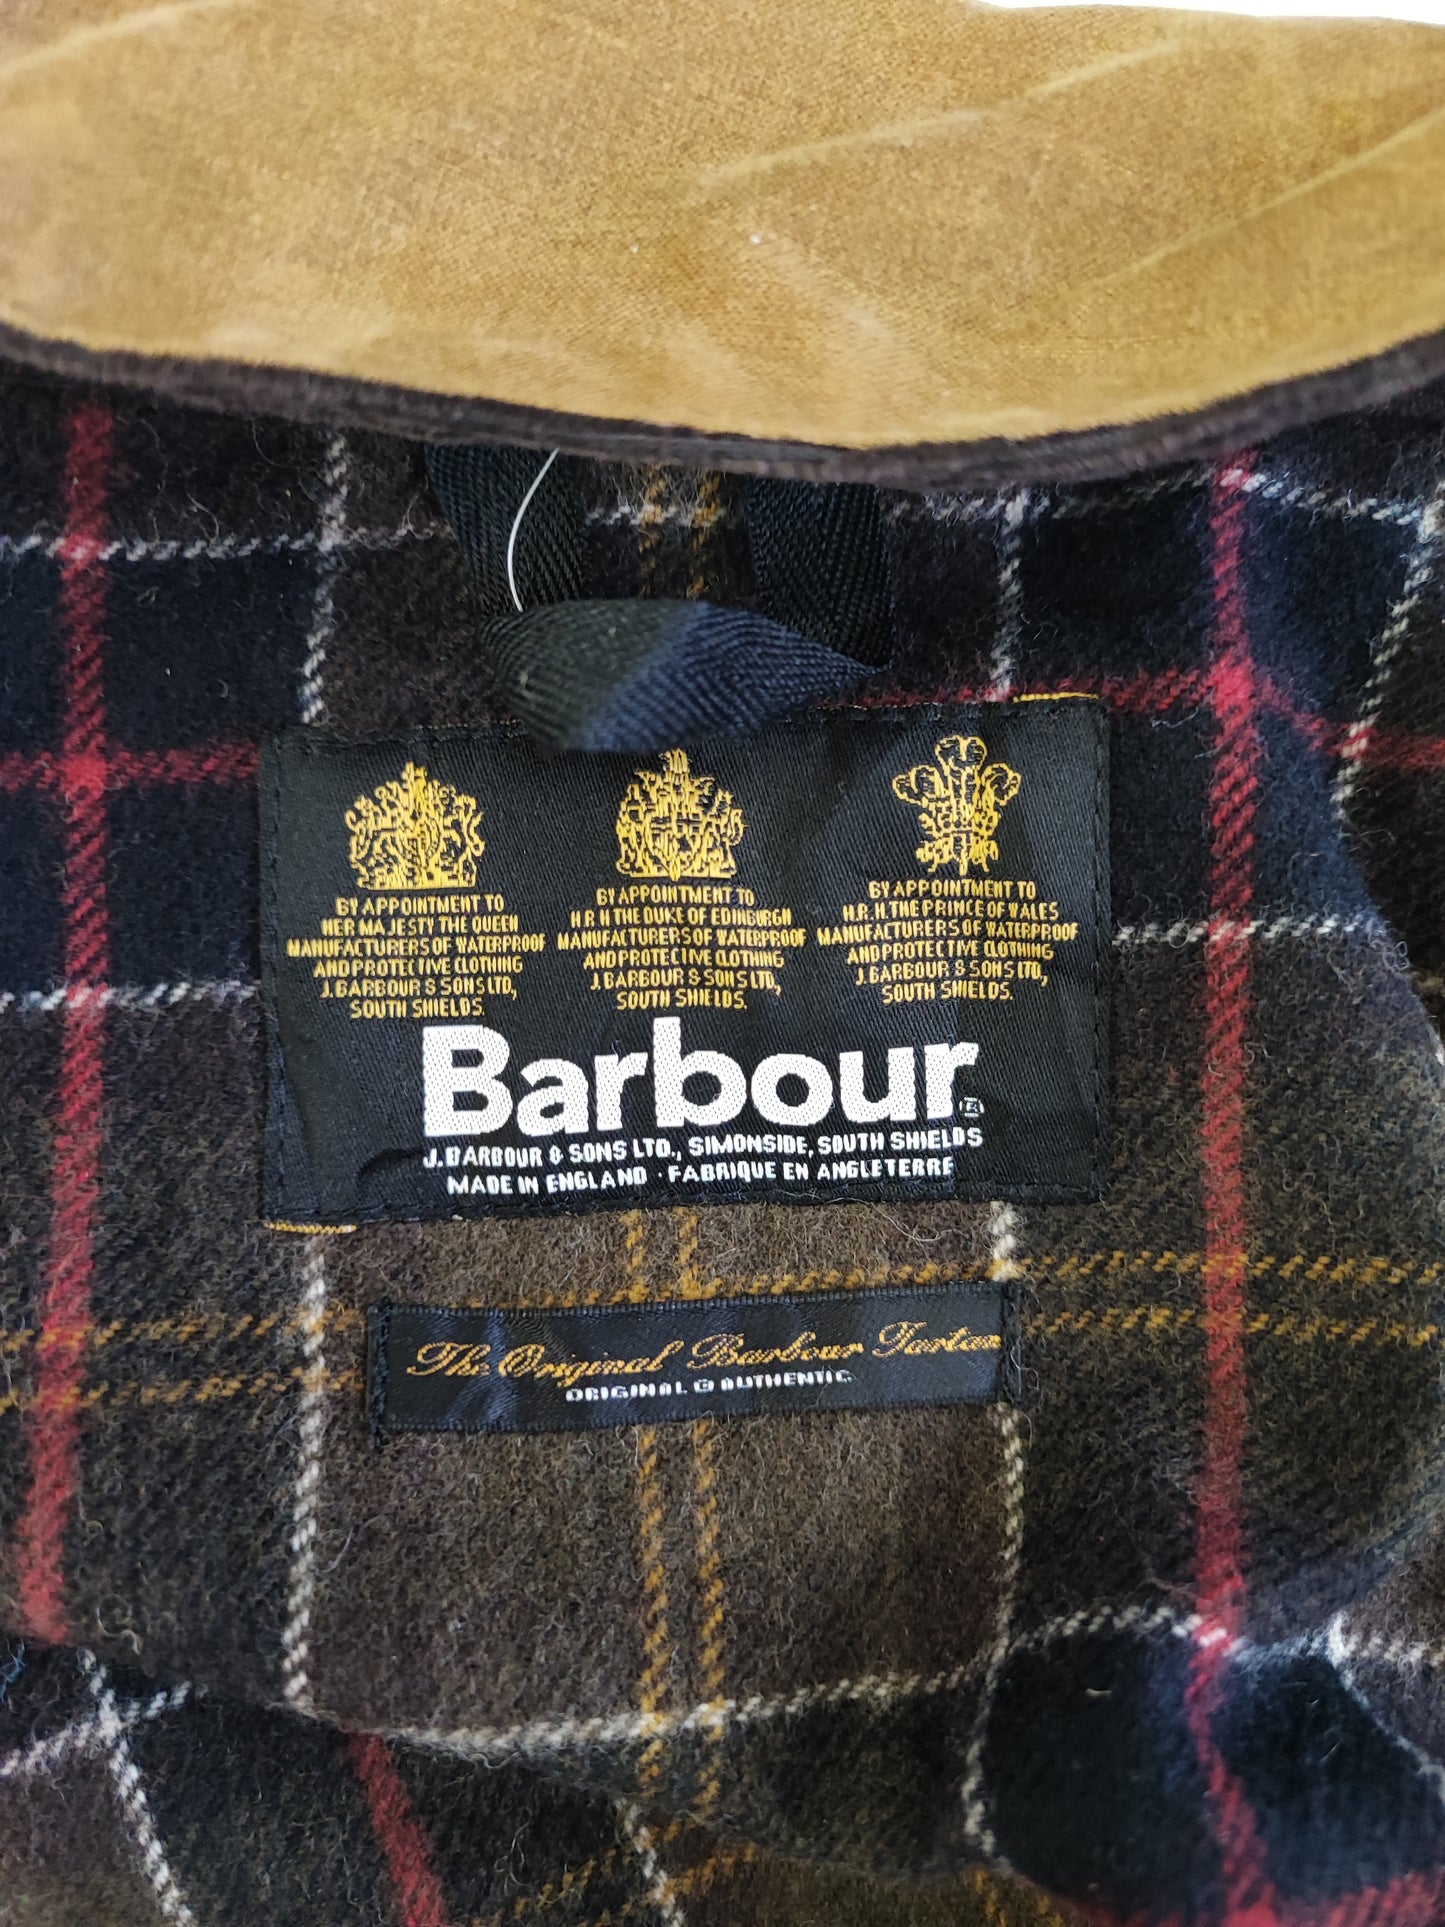 BY APPOINTMENT TO
HER MAJESTY THE QUEEN
MANUFACTURERS OF WATERPROOF
AND PROTECTIVE CLOTHING
J. BARBOUR & SONS LTD,
SOUTH SHIELDS.
BY APPOINTMENT TO
H.R.H THE DUKE OF EDINBURGH
MANUFACTURERS OF WATERPROOF
AND PROTECTIVE CLOTHING
J. BARBOUR & SONS LTD,
SOUTH SHIELDS.
BY APPOINTMENT TO
H.R.H. THE PRINCE OF WALES
MANUFACTURERS OF WATERPROOF
AND PROTECTIVE CLOTHING
J. BARBOUR & SONS LTD,
SOUTH SHIELDS.
Barbour®
J. BARBOUR & SONS LTD., SIMONSIDE, SOUTH SHIELDS
MADE IN ENGLAND · FABRIQUE EN ANGLETERRE
The Original Barbour Tartan
ORIGINAL & AUTHENTIC